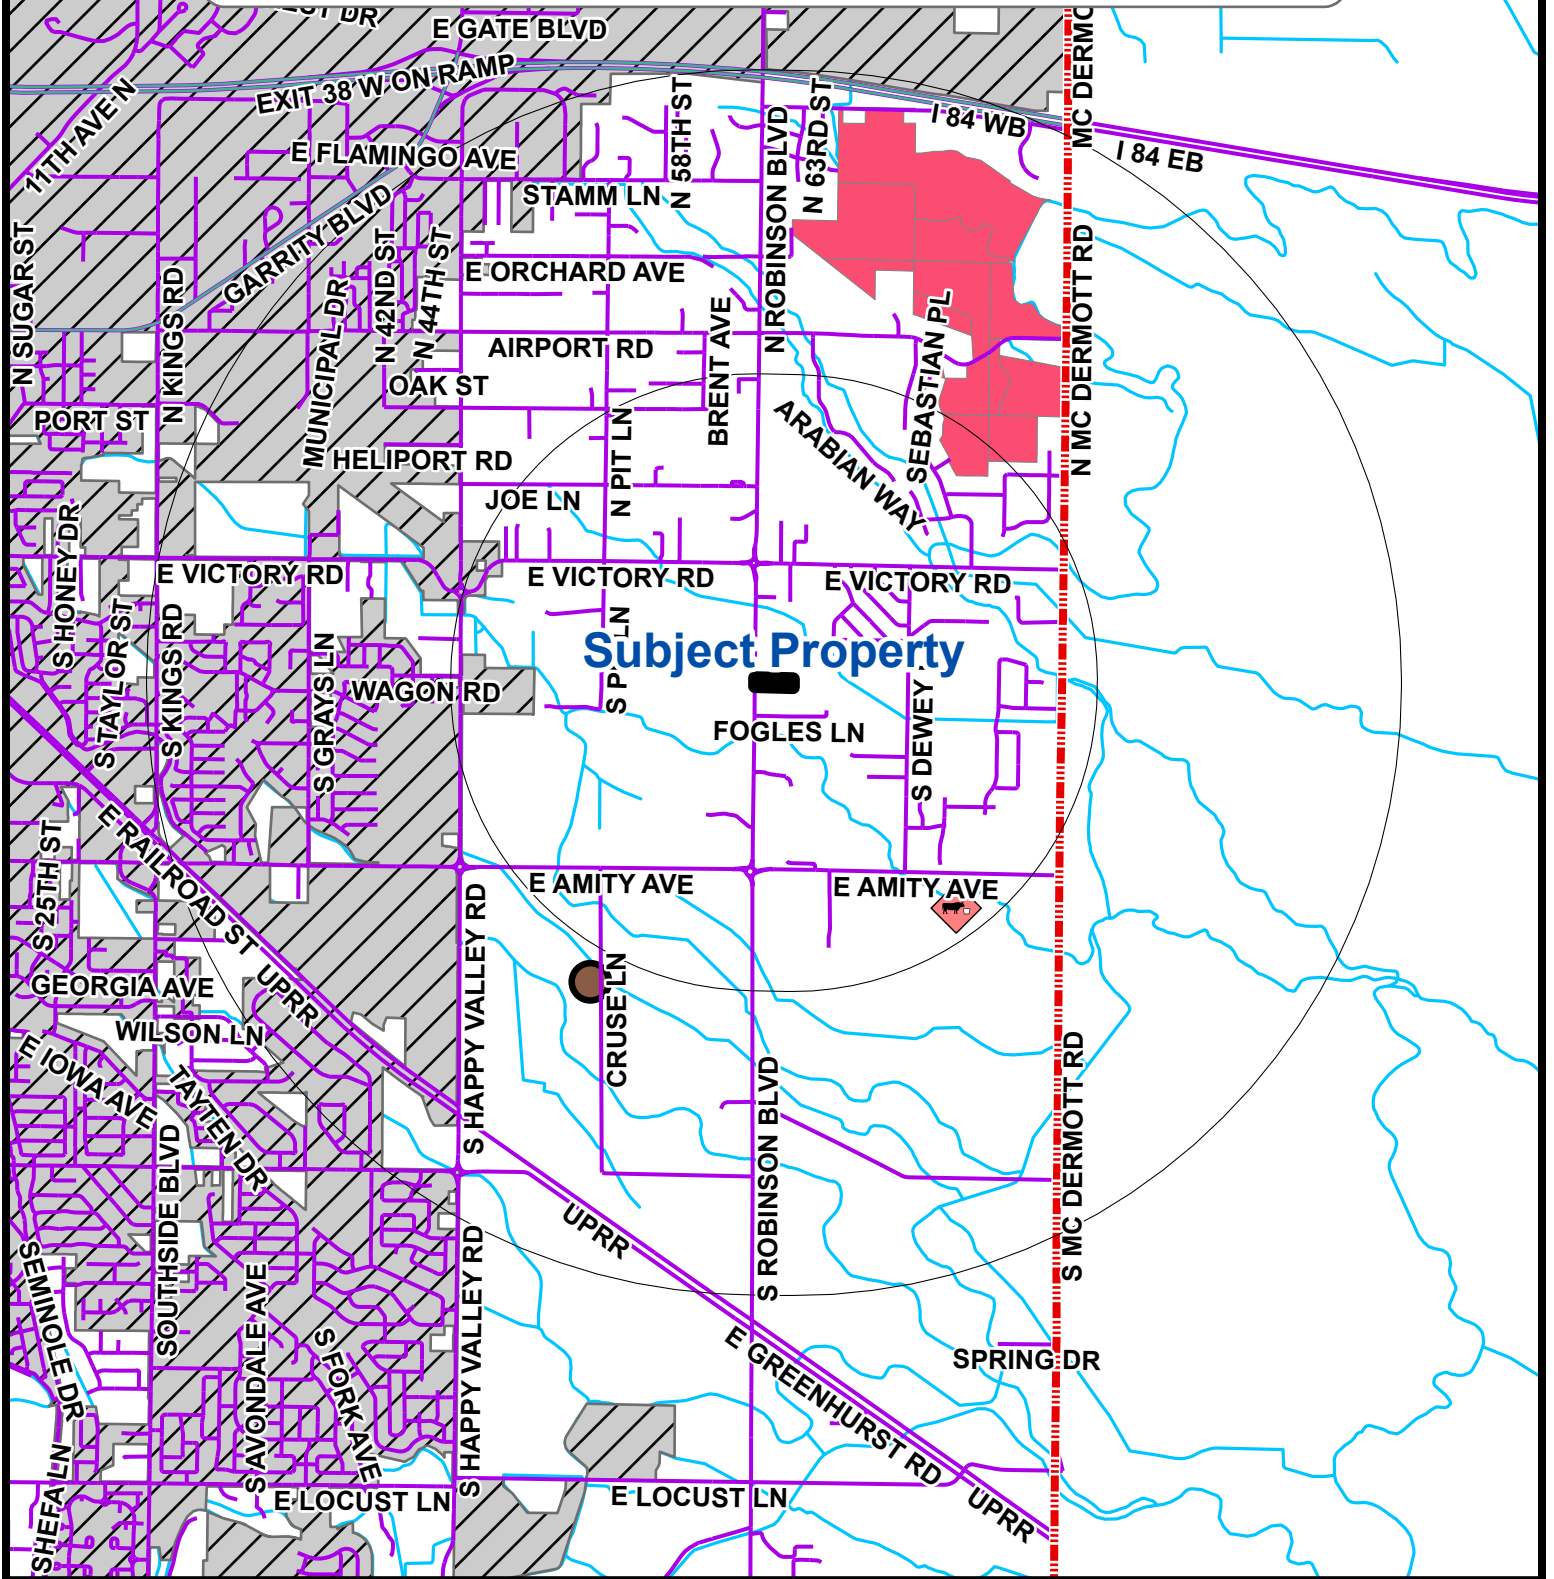 EST DR
E GATE BLVD
EXIT 38 W ON RAMP
11TH AVE N
MC DERMO
I 84 WB
I 84 EB
N 58TH ST
N 63RD ST
N ROBINSON BLVD
E FLAMINGO AVE
STAMM LN
GARRITY BLVD
N SUGAR ST
N KINGS RD
MUNICIPAL DR
N 42ND ST
N 44TH ST
E ORCHARD AVE
N MC DERMOTT RD
AIRPORT RD
BRENT AVE
SEBASTIAN PL
OAK ST
PORT ST
N PIT LN
ARABIAN WAY
HELIPORT RD
JOE LN
S HONEY DR
E VICTORY RD
E VICTORY RD
E VICTORY RD
S TAYLOR ST
S KINGS RD
S GRAYS LN
S P LN
Subject Property
WAGON RD
FOGLES LN
S DEWEY
E RAILROAD ST
S 25TH ST
E AMITY AVE
E AMITY AVE
S HAPPY VALLEY RD
CRUSE LN
GEORGIA AVE
UPRR
WILSON LN
E IOWA AVE
TAYTEN DR
S ROBINSON BLVD
S MC DERMOTT RD
SOUTHSIDE BLVD
UPRR
SEMINOLE DR
S AVONDALE AVE
S FORK AVE
S HAPPY VALLEY RD
E GREENHURST RD
SPRING DR
SHEFA LN
E LOCUST LN
E LOCUST LN
UPRR